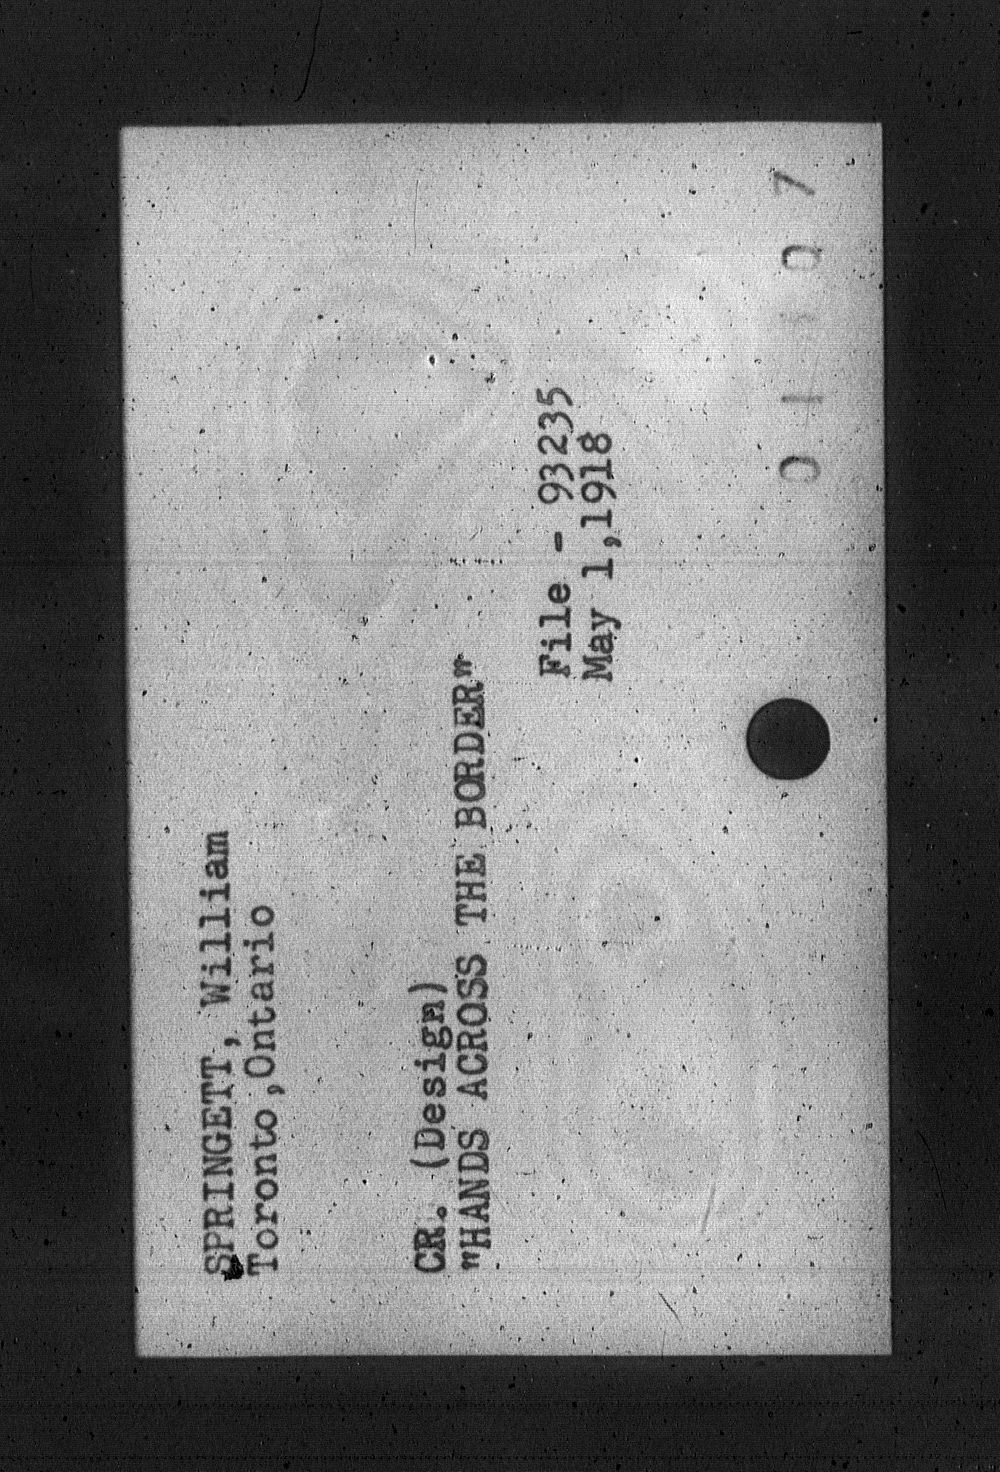 SPRINGETT, William
Toronto,Ontario
CR. (Design)
"HANDS ACROSS THE BORDER"
File - 93235
May 1,1918